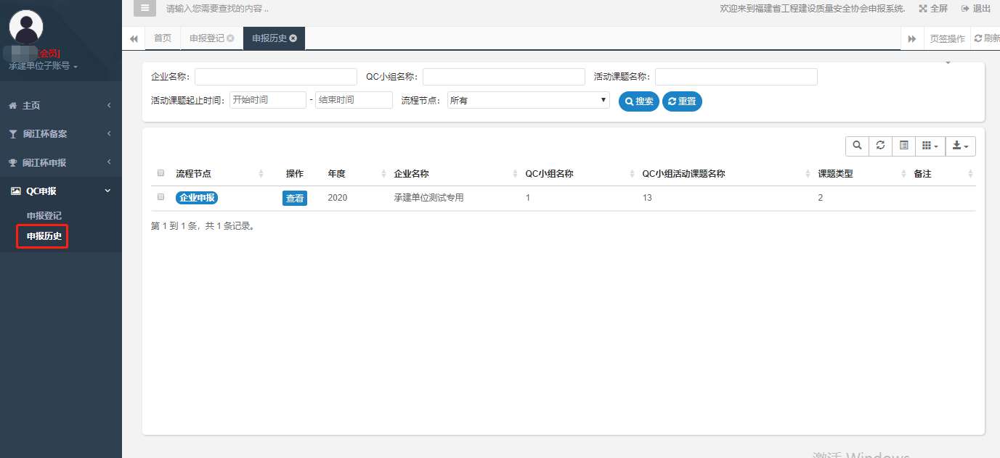 请输入您需要查找的内容 ..
欢迎来到福建省工程建设质量安全协会申报系统.
全屏
退出
[会员]
承建单位子账号
首页
申报登记
申报历史
页签操作
刷新
主页
闽江杯备案
闽江杯申报
QC申报
申报登记
申报历史
企业名称：
QC小组名称：
活动课题名称：
活动课题起止时间： 开始时间 - 结束时间 流程节点： 所有 搜索 重置
流程节点 操作 年度 企业名称 QC小组名称 QC小组活动课题名称 课题类型 备注
企业申报 查看 2020 承建单位测试专用 1 13 2
第 1 到 1 条，共 1 条记录。
激活 Windows